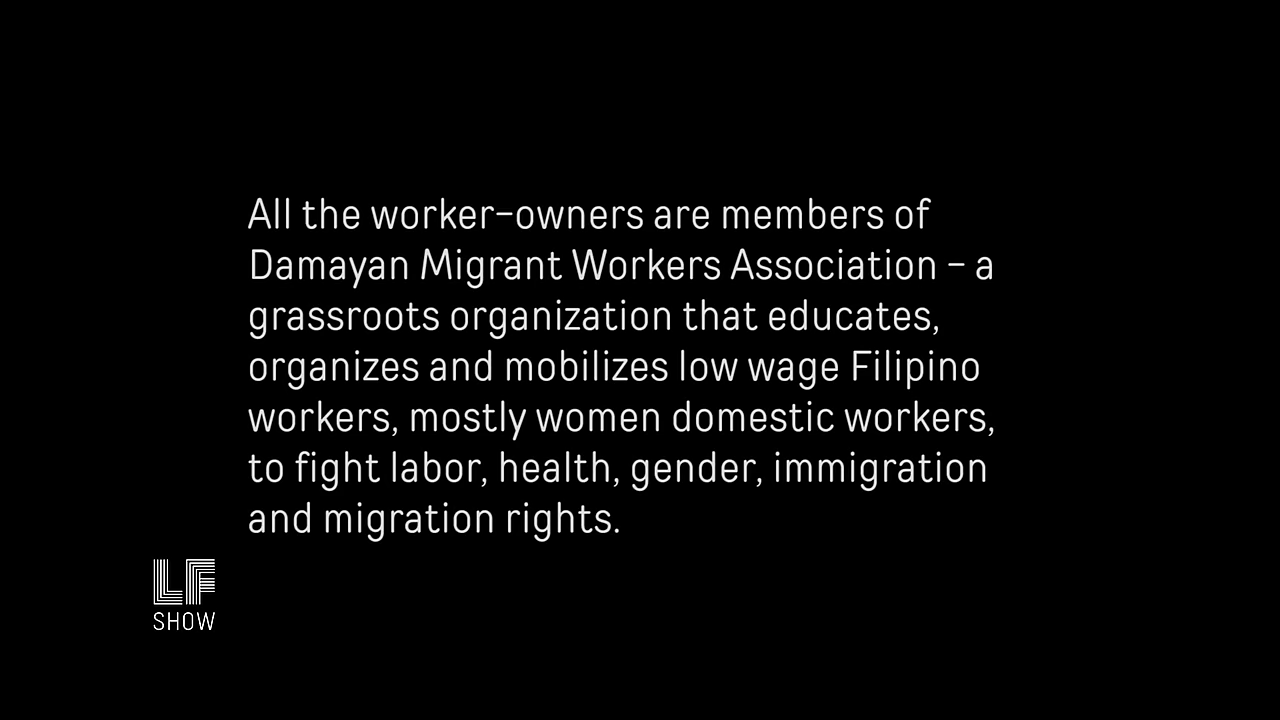 All the worker–owners are members of
Damayan Migrant Workers Association – a
grassroots organization that educates,
organizes and mobilizes low wage Filipino
workers, mostly women domestic workers,
to fight labor, health, gender, immigration
and migration rights.
LF
SHOW